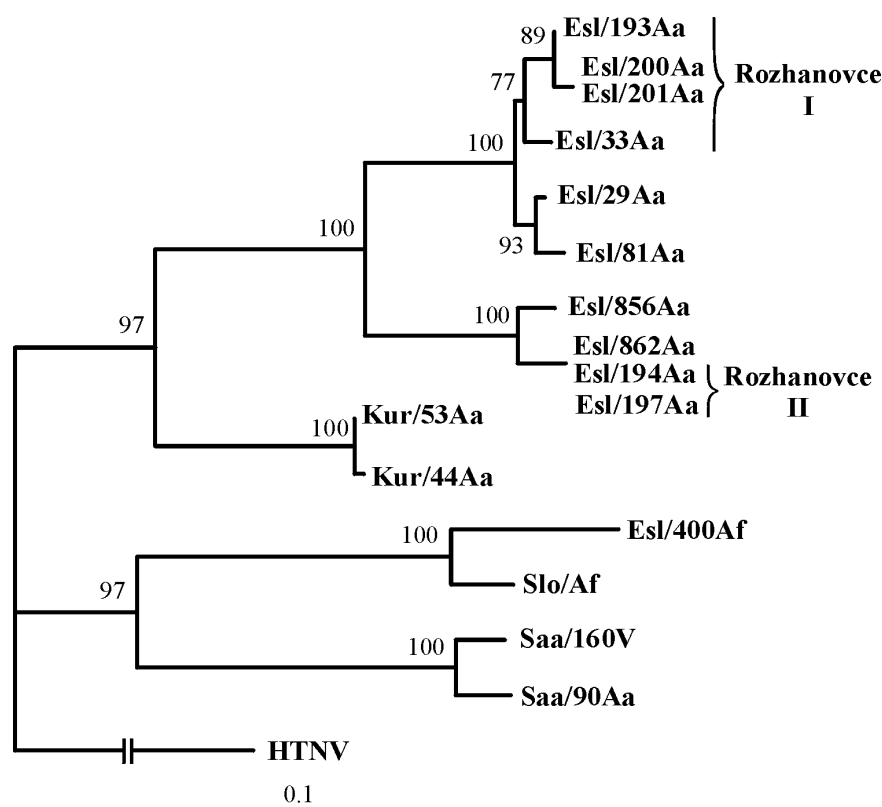 89
Esl/193Aa
Esl/200Aa
Esl/201Aa
Rozhanovce
I
77
Esl/33Aa
100
Esl/29Aa
93
Esl/81Aa
100
Esl/856Aa
100
Esl/862Aa
Esl/194Aa
Esl/197Aa
Rozhanovce
II
97
Kur/53Aa
100
Kur/44Aa
Esl/400Af
100
Slo/Af
97
Saa/160V
100
Saa/90Aa
HTNV
0.1